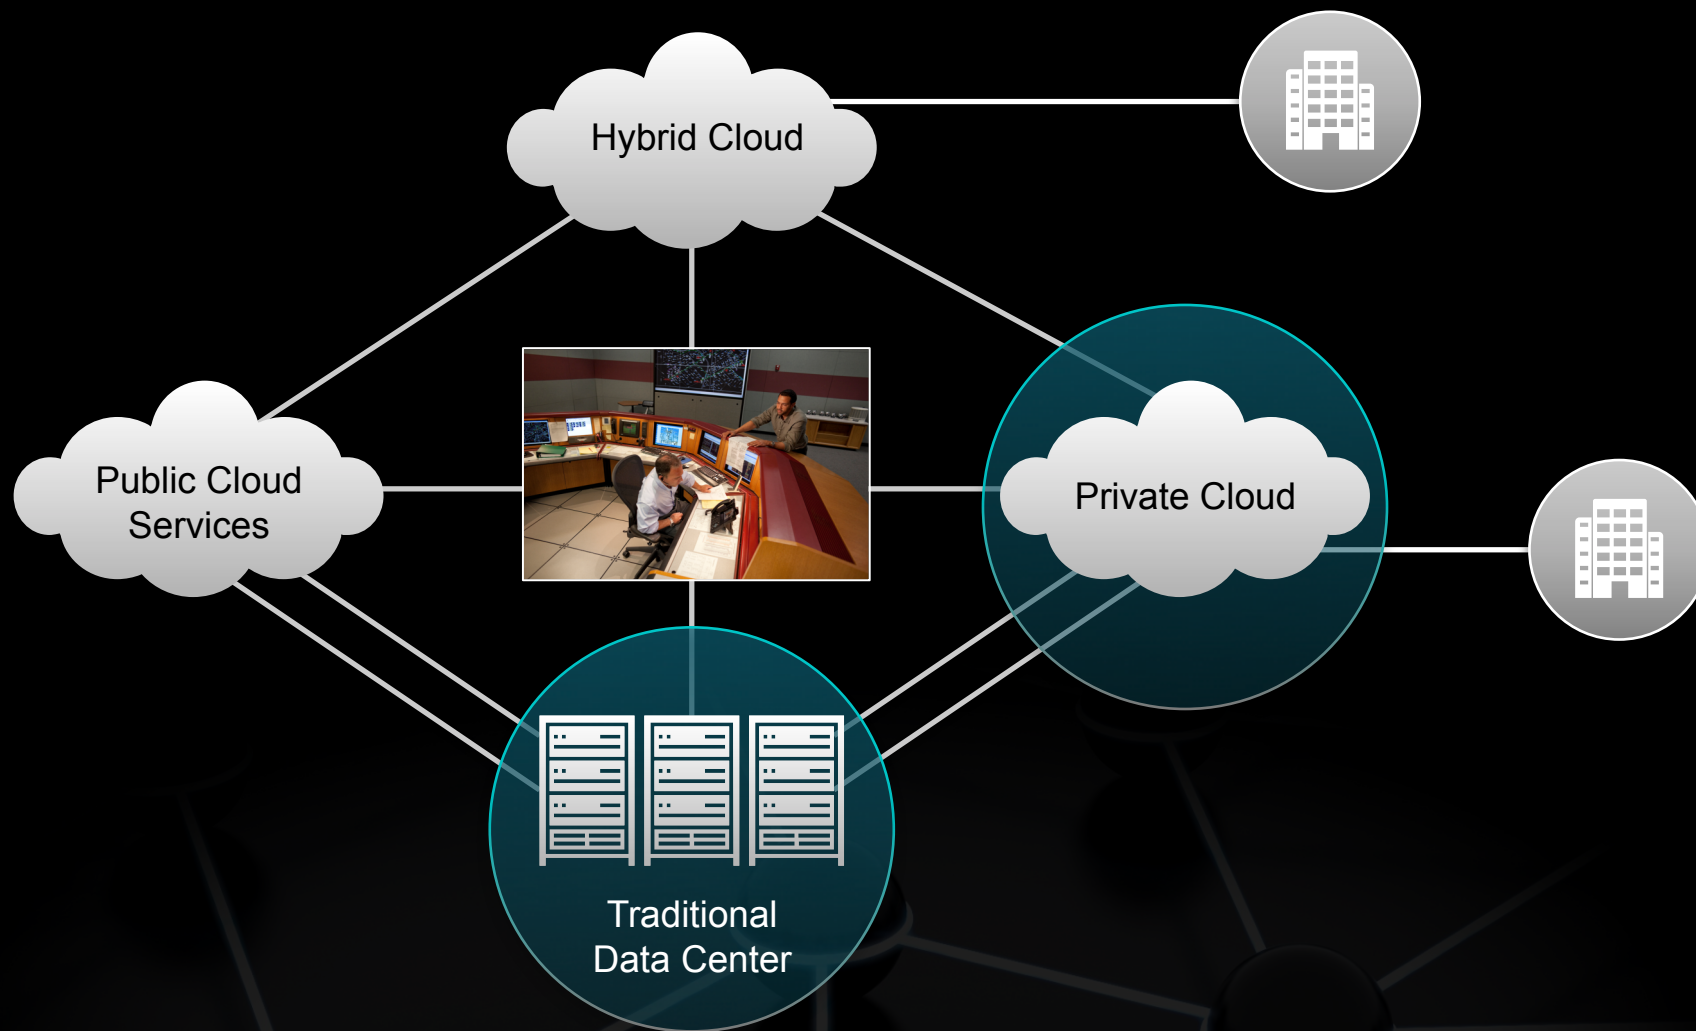 Hybrid Cloud
Public Cloud
Services
Private Cloud
Traditional
Data Center